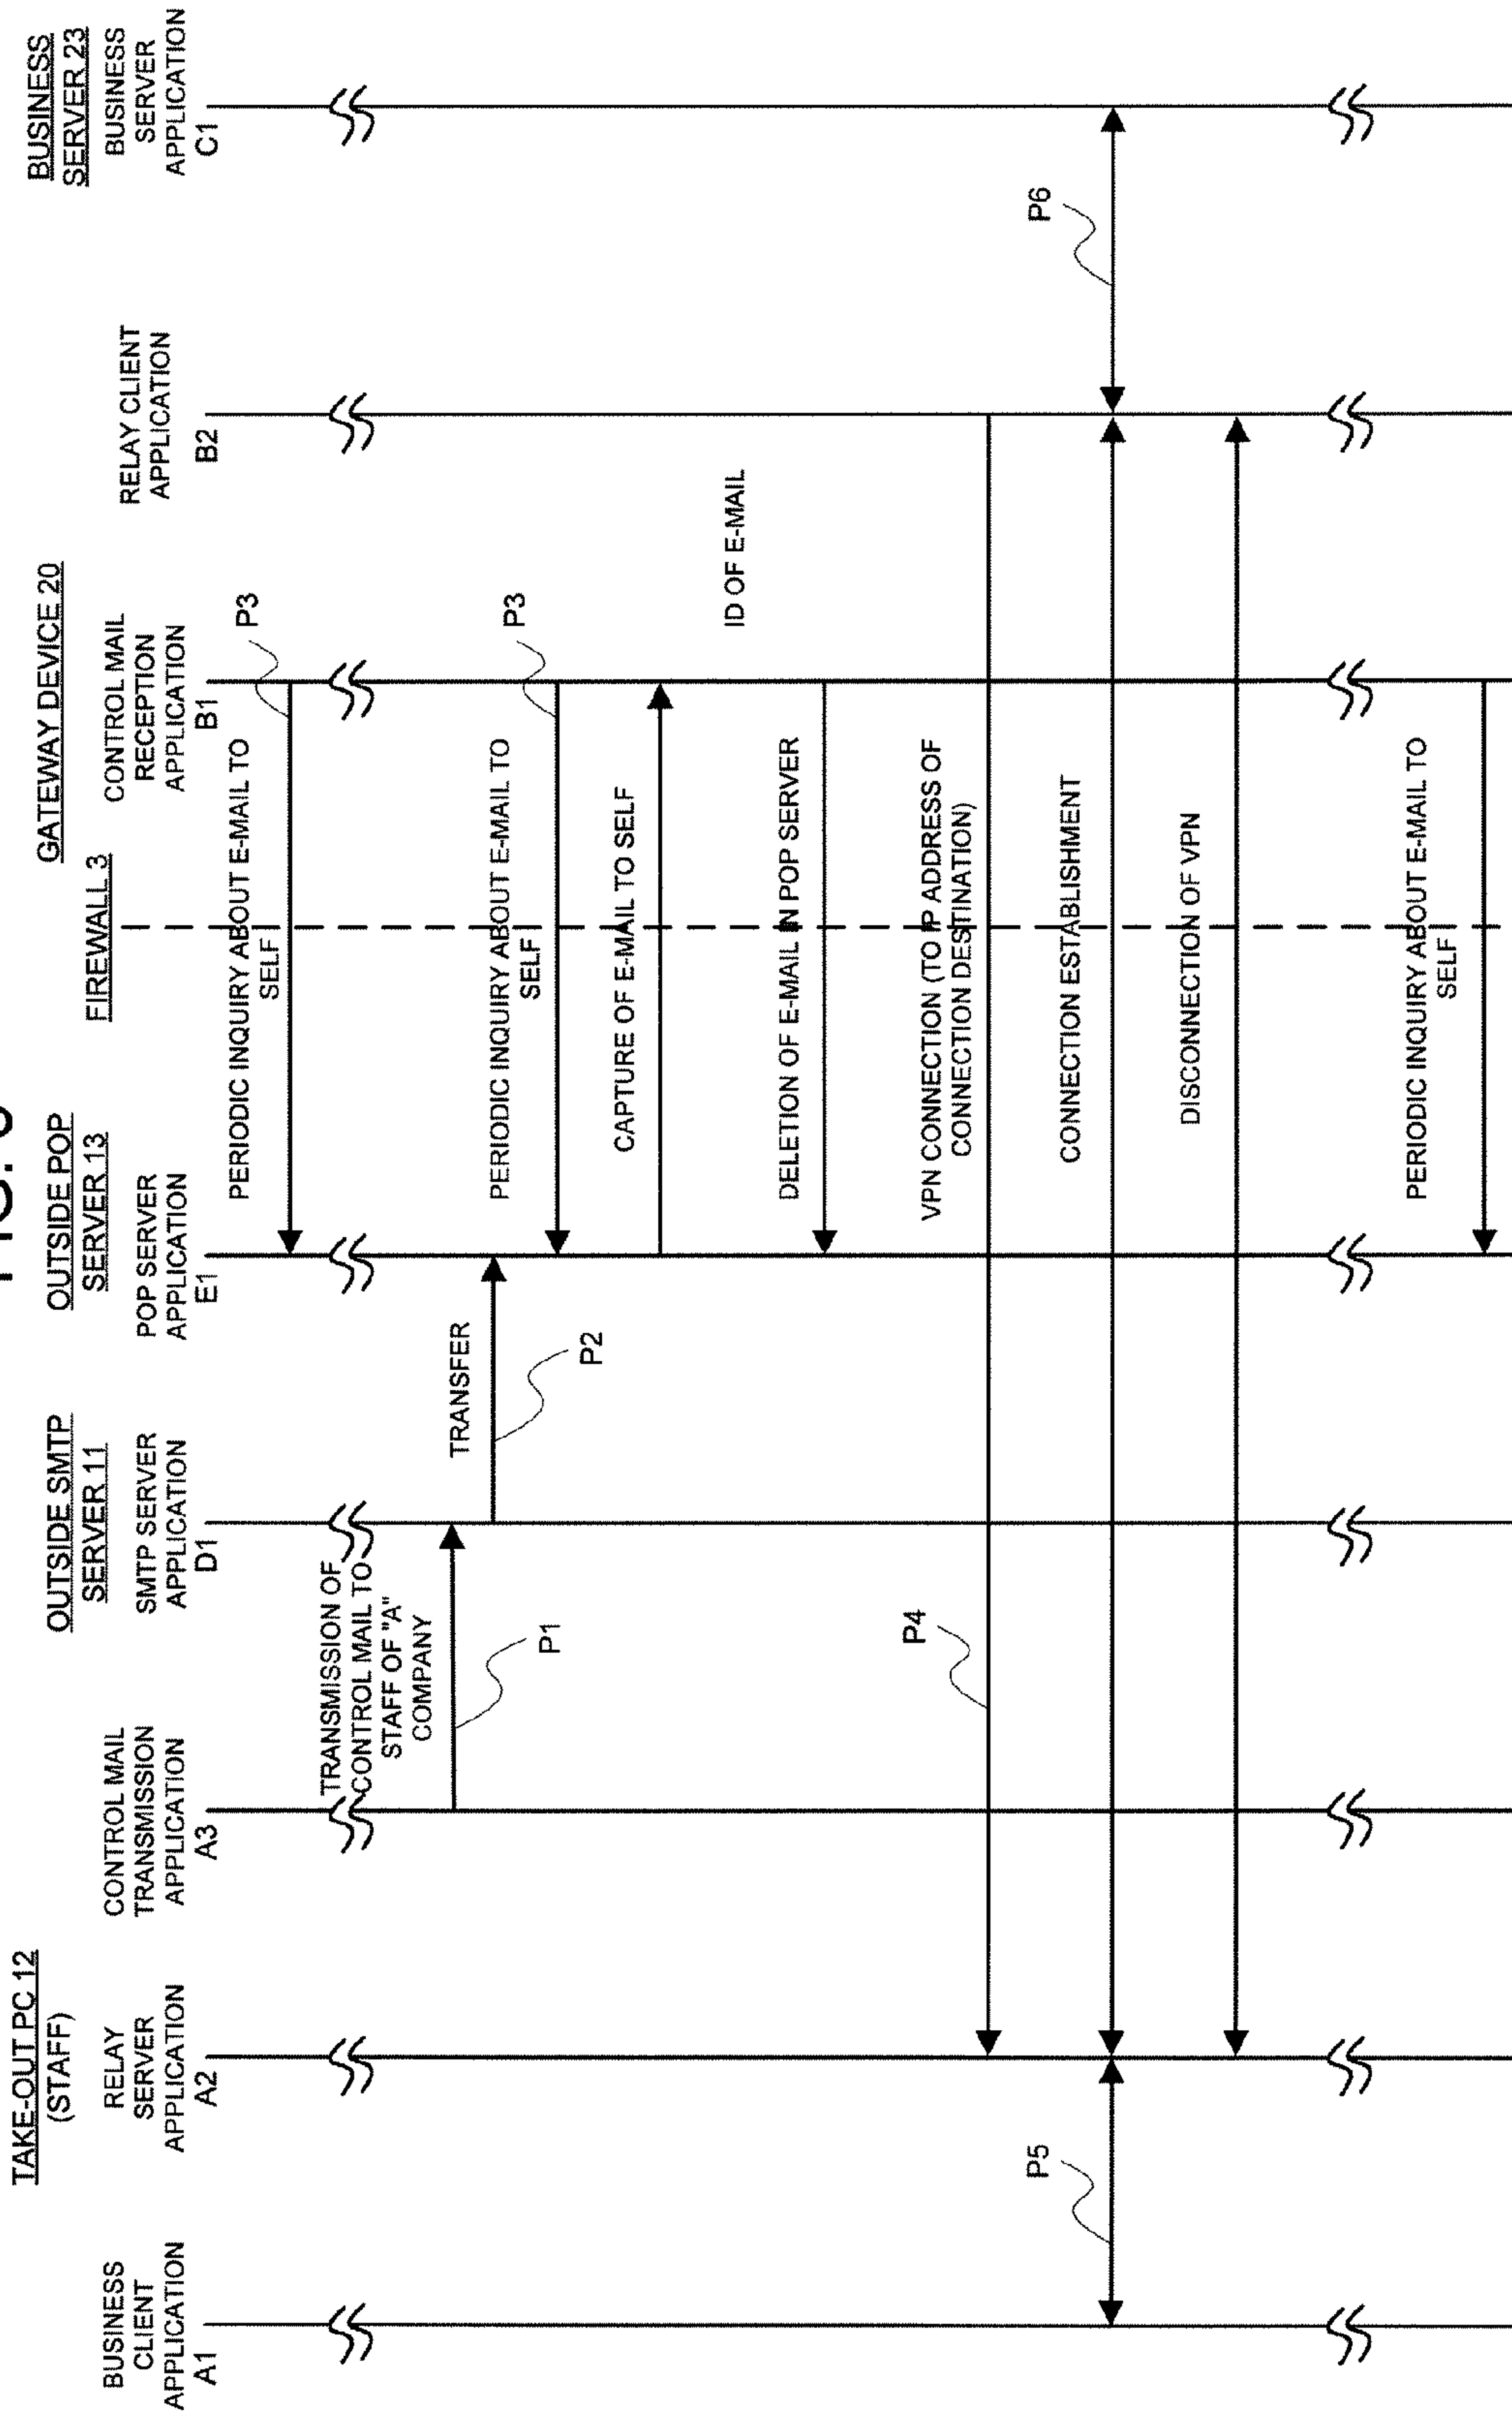 TAKE-OUT PC 12
(STAFF)
BUSINESS
CLIENT
APPLICATION
A1
RELAY
SERVER
APPLICATION
A2
CONTROL MAIL
TRANSMISSION
APPLICATION
A3
OUTSIDE SMTP
SERVER 11
SMTP SERVER
APPLICATION
D1
OUTSIDE POP
SERVER 13
POP SERVER
APPLICATION
E1
FIREWALL 3
GATEWAY DEVICE 20
CONTROL MAIL
RECEPTION
APPLICATION
B1
RELAY CLIENT
APPLICATION
B2
BUSINESS
SERVER 23
BUSINESS
SERVER
APPLICATION
C1
PERIODIC INQUIRY ABOUT E-MAIL TO
SELF
P3
TRANSMISSION OF
CONTROL MAIL TO
STAFF OF "A"
COMPANY
P1
TRANSFER
P2
PERIODIC INQUIRY ABOUT E-MAIL TO
SELF
P3
CAPTURE OF E-MAIL TO SELF
ID OF E-MAIL
DELETION OF E-MAIL IN POP SERVER
VPN CONNECTION (TO IP ADDRESS OF
CONNECTION DESTINATION)
P4
CONNECTION ESTABLISHMENT
P5
P6
DISCONNECTION OF VPN
PERIODIC INQUIRY ABOUT E-MAIL TO
SELF